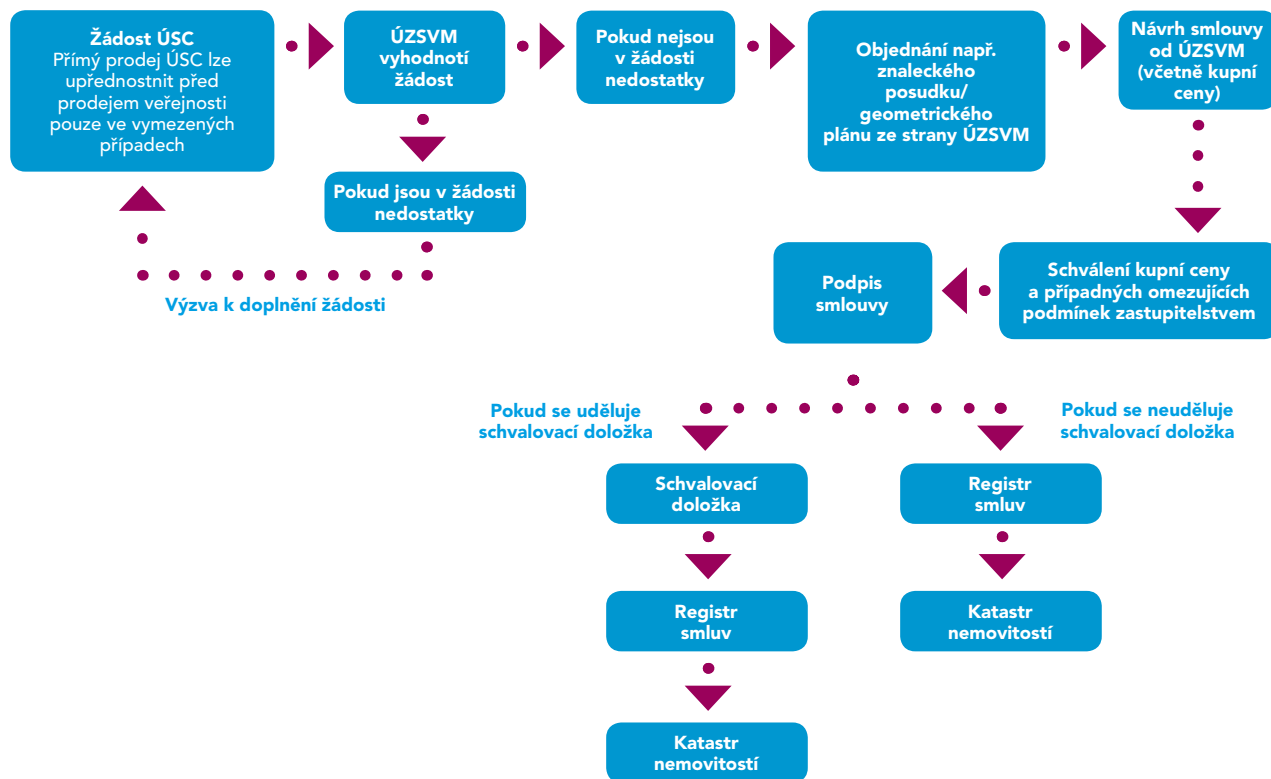 Žádost ÚSC
Přímý prodej ÚSC lze
upřednostnit před
prodejem veřejnosti
pouze ve vymezených
případech
ÚZSVM
vyhodnotí
žádost
Pokud nejsou
v žádosti
nedostatky
Objednání např.
znaleckého
posudku/
geometrického
plánu ze strany ÚZSVM
Návrh smlouvy
od ÚZSVM
(včetně kupní
ceny)
Pokud jsou v žádosti
nedostatky
Výzva k doplnění žádosti
Schválení kupní ceny
a případných omezujících
podmínek zastupitelstvem
Podpis
smlouvy
Pokud se uděluje
schvalovací doložka
Pokud se neuděluje
schvalovací doložka
Schvalovací
doložka
Registr
smluv
Registr
smluv
Katastr
nemovitostí
Katastr
nemovitostí